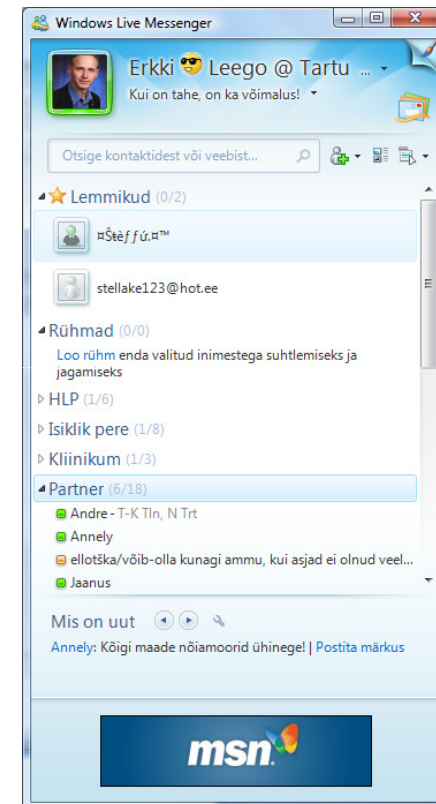 Windows Live Messenger
Erkki Leego @ Tartu ...
Kui on tahe, on ka võimalus!
Otsige kontaktidest või veebist...
Lemmikud (0/2)
¤Štèƒƒú.¤™
stellake123@hot.ee
Rühmad (0/0)
Loo rühm enda valitud inimestega suhtlemiseks ja
jagamiseks
HLP (1/6)
Isiklik pere (1/8)
Kliinikum (1/3)
Partner (6/18)
Andre - T-K Tln, N Trt
Annely
ellotška/võib-olla kunagi ammu, kui asjad ei olnud veel...
Jaanus
Mis on uut
Annely: Kõigi maade nõiamoorid ühinege! | Postita märkus
msn